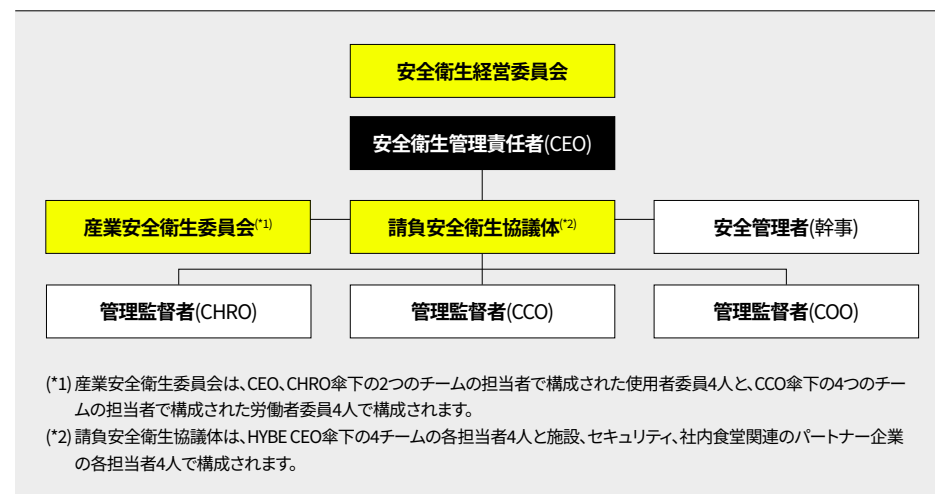 安全衛生経営委員会
安全衛生管理責任者(CEO)
産業安全衛生委員会(*1)
請負安全衛生協議体(*2)
安全管理者(幹事)
管理監督者(CHRO)
管理監督者(CCO)
管理監督者(COO)
(*1) 産業安全衛生委員会は、CEO、CHRO傘下の2つのチームの担当者で構成された使用者委員4人と、CCO傘下の4つのチー
ムの担当者で構成された労働者委員4人で構成されます。
(*2) 請負安全衛生協議体は、HYBE CEO傘下の4チームの各担当者4人と施設、セキュリティ、社内食堂関連のパートナー企業
の各担当者4人で構成されます。